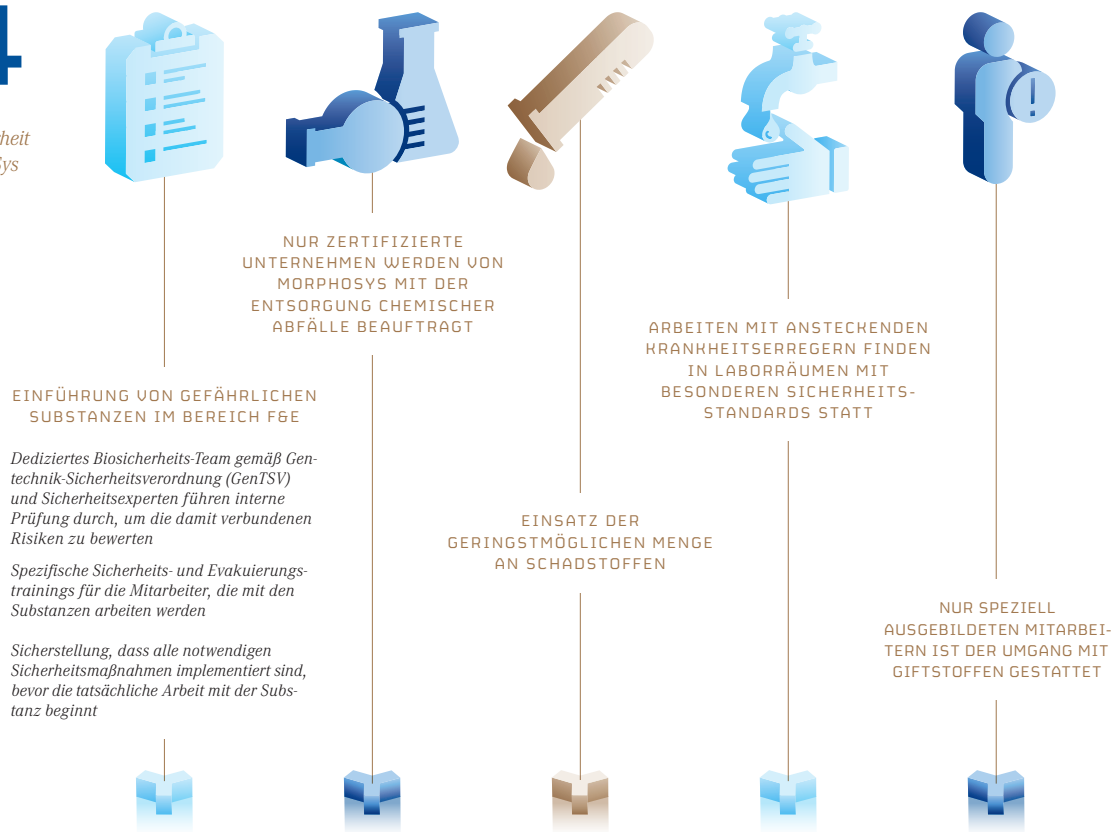 4
heit
Sys
NUR ZERTIFIZIERTE
UNTERNEHMEN WERDEN VON
MORPHOSYS MIT DER
ENTSORGUNG CHEMISCHER
ABFÄLLE BEAUFTRAGT
ARBEITEN MIT ANSTECKENDEN
KRANKHEITSERREGERN FINDEN
IN LABORRÄUMEN MIT
BESONDEREN SICHERHEITS-
STANDARDS STATT
EINFÜHRUNG VON GEFÄHRLICHEN
SUBSTANZEN IM BEREICH F&E
Dediziertes Biosicherheits-Team gemäß Gen-
technik-Sicherheitsverordnung (GenTSV)
und Sicherheitsexperten führen interne
Prüfung durch, um die damit verbundenen
Risiken zu bewerten
Spezifische Sicherheits- und Evakuierungs-
trainings für die Mitarbeiter, die mit den
Substanzen arbeiten werden
Sicherstellung, dass alle notwendigen
Sicherheitsmaßnahmen implementiert sind,
bevor die tatsächliche Arbeit mit der Subs-
tanz beginnt
EINSATZ DER
GERINGSTMÖGLICHEN MENGE
AN SCHADSTOFFEN
NUR SPEZIELL
AUSGEBILDETEN MITARBEI-
TERN IST DER UMGANG MIT
GIFTSTOFFEN GESTATTET